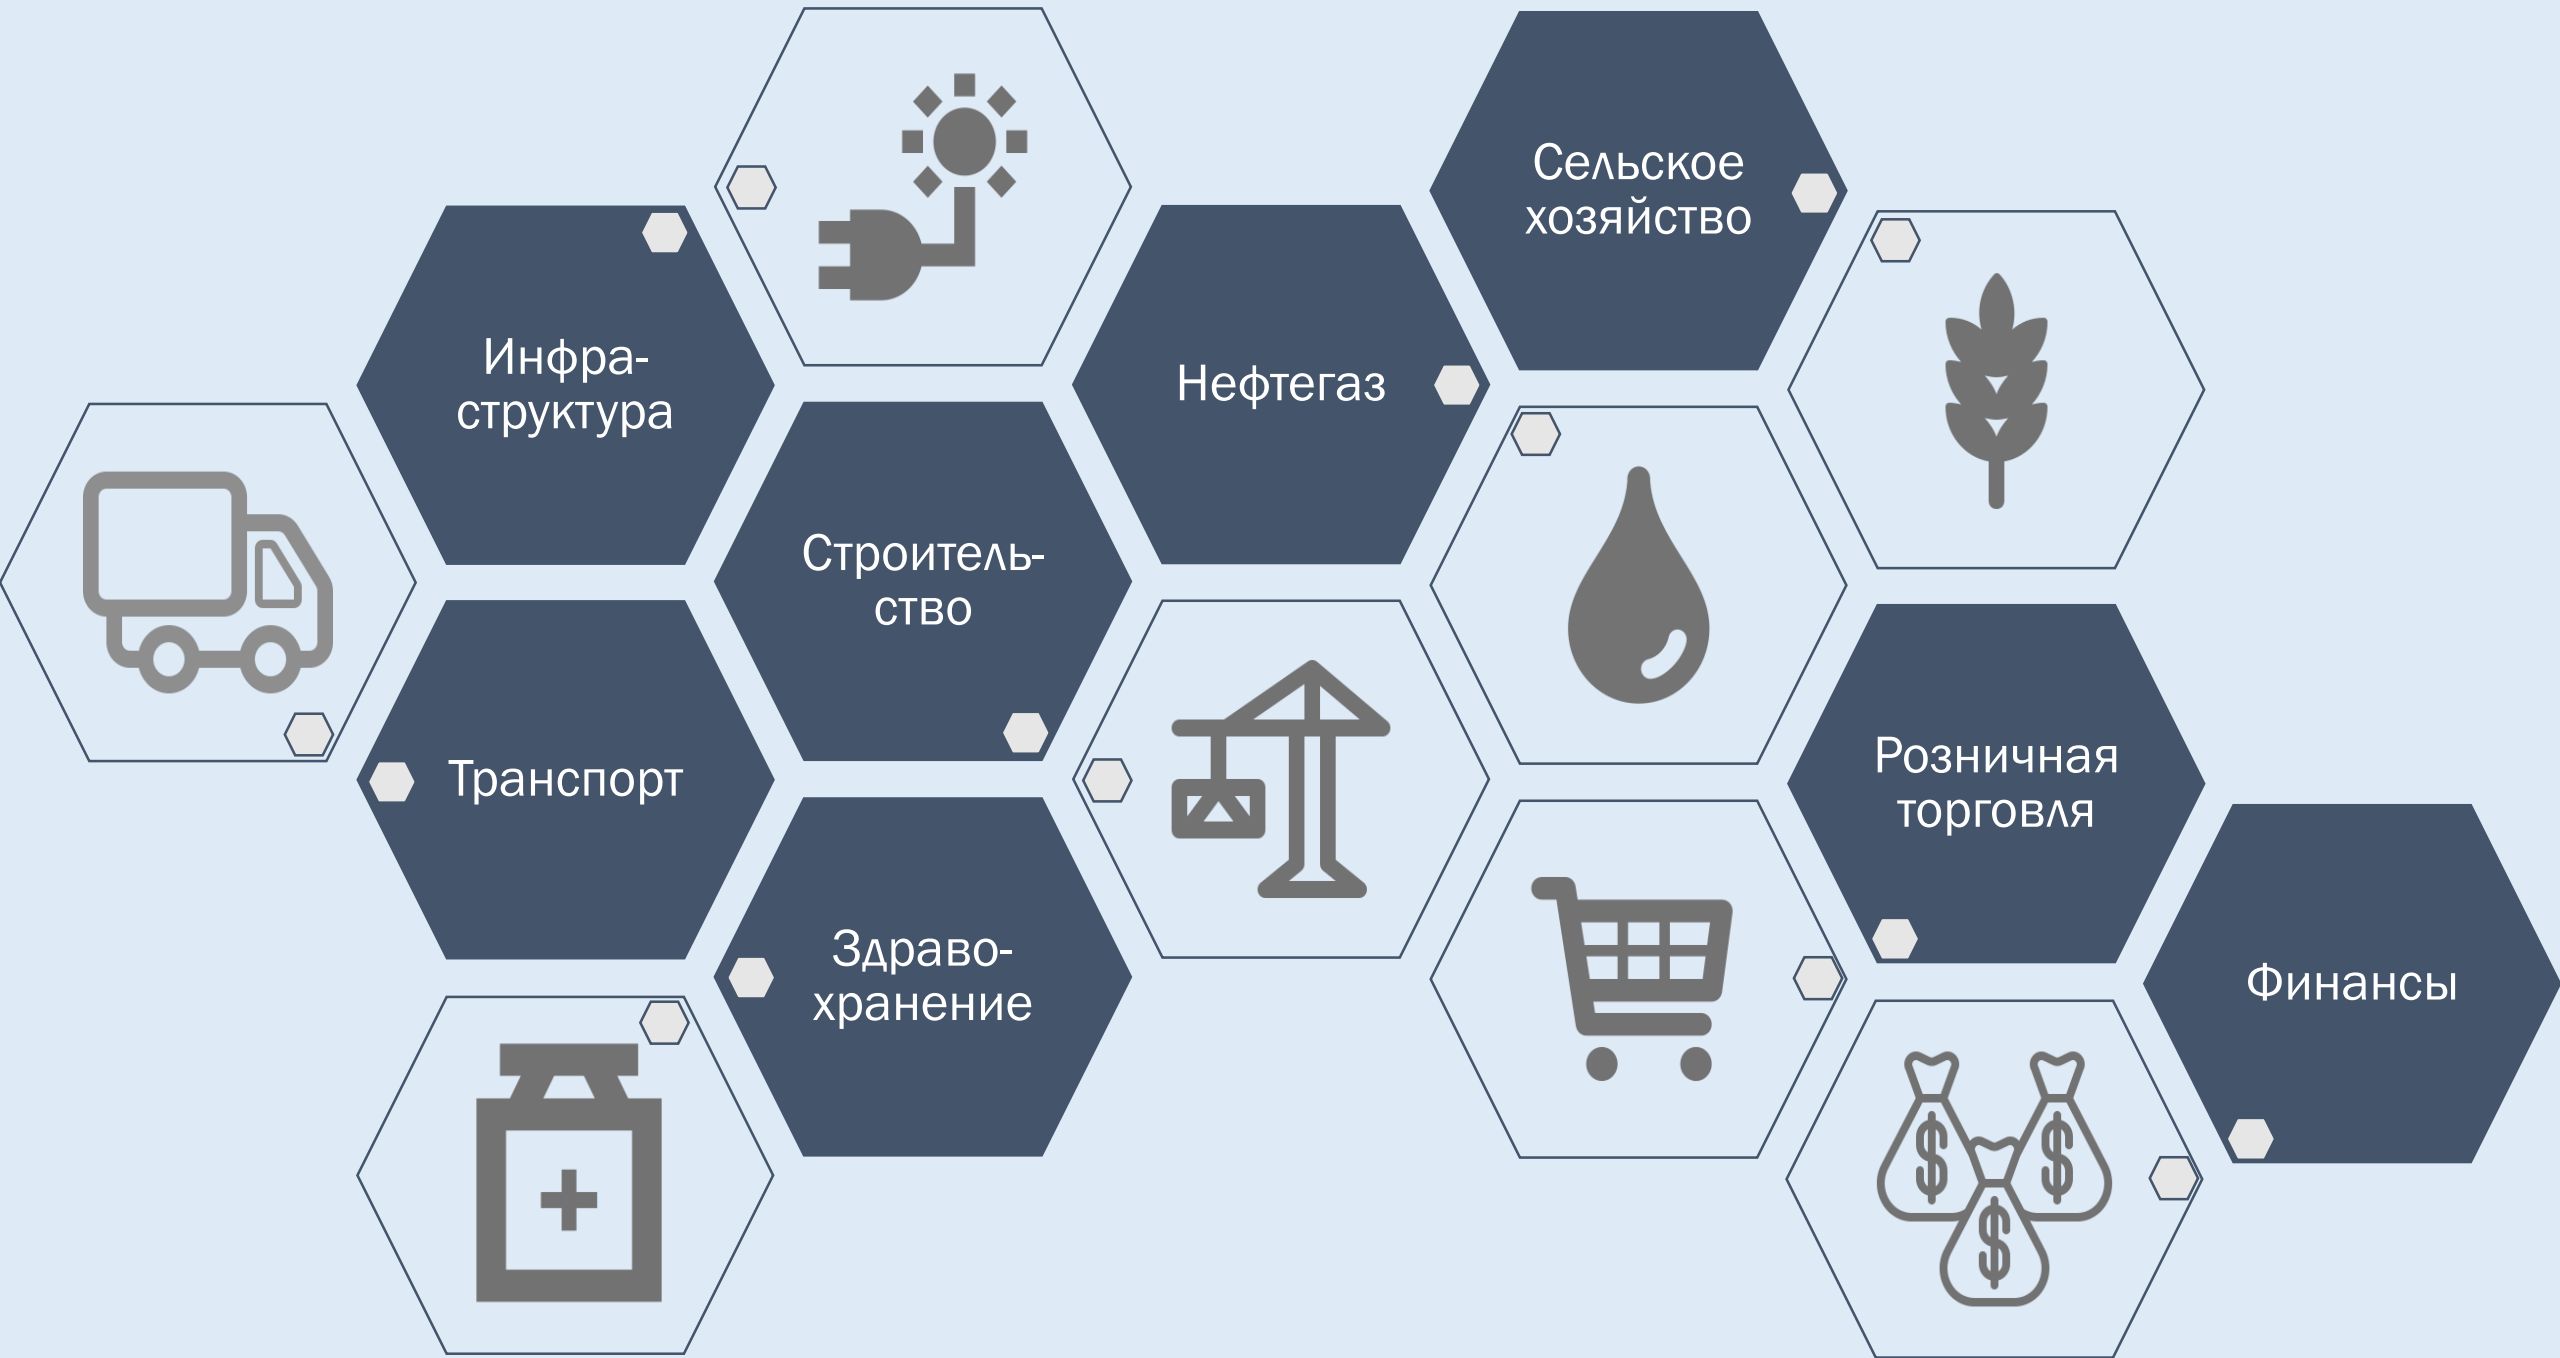 Сельское
хозяйство
Инфра-
структура
Нефтегаз
Строитель-
ство
Транспорт
Розничная
торговля
Здраво-
хранение
Финансы
$
$
$